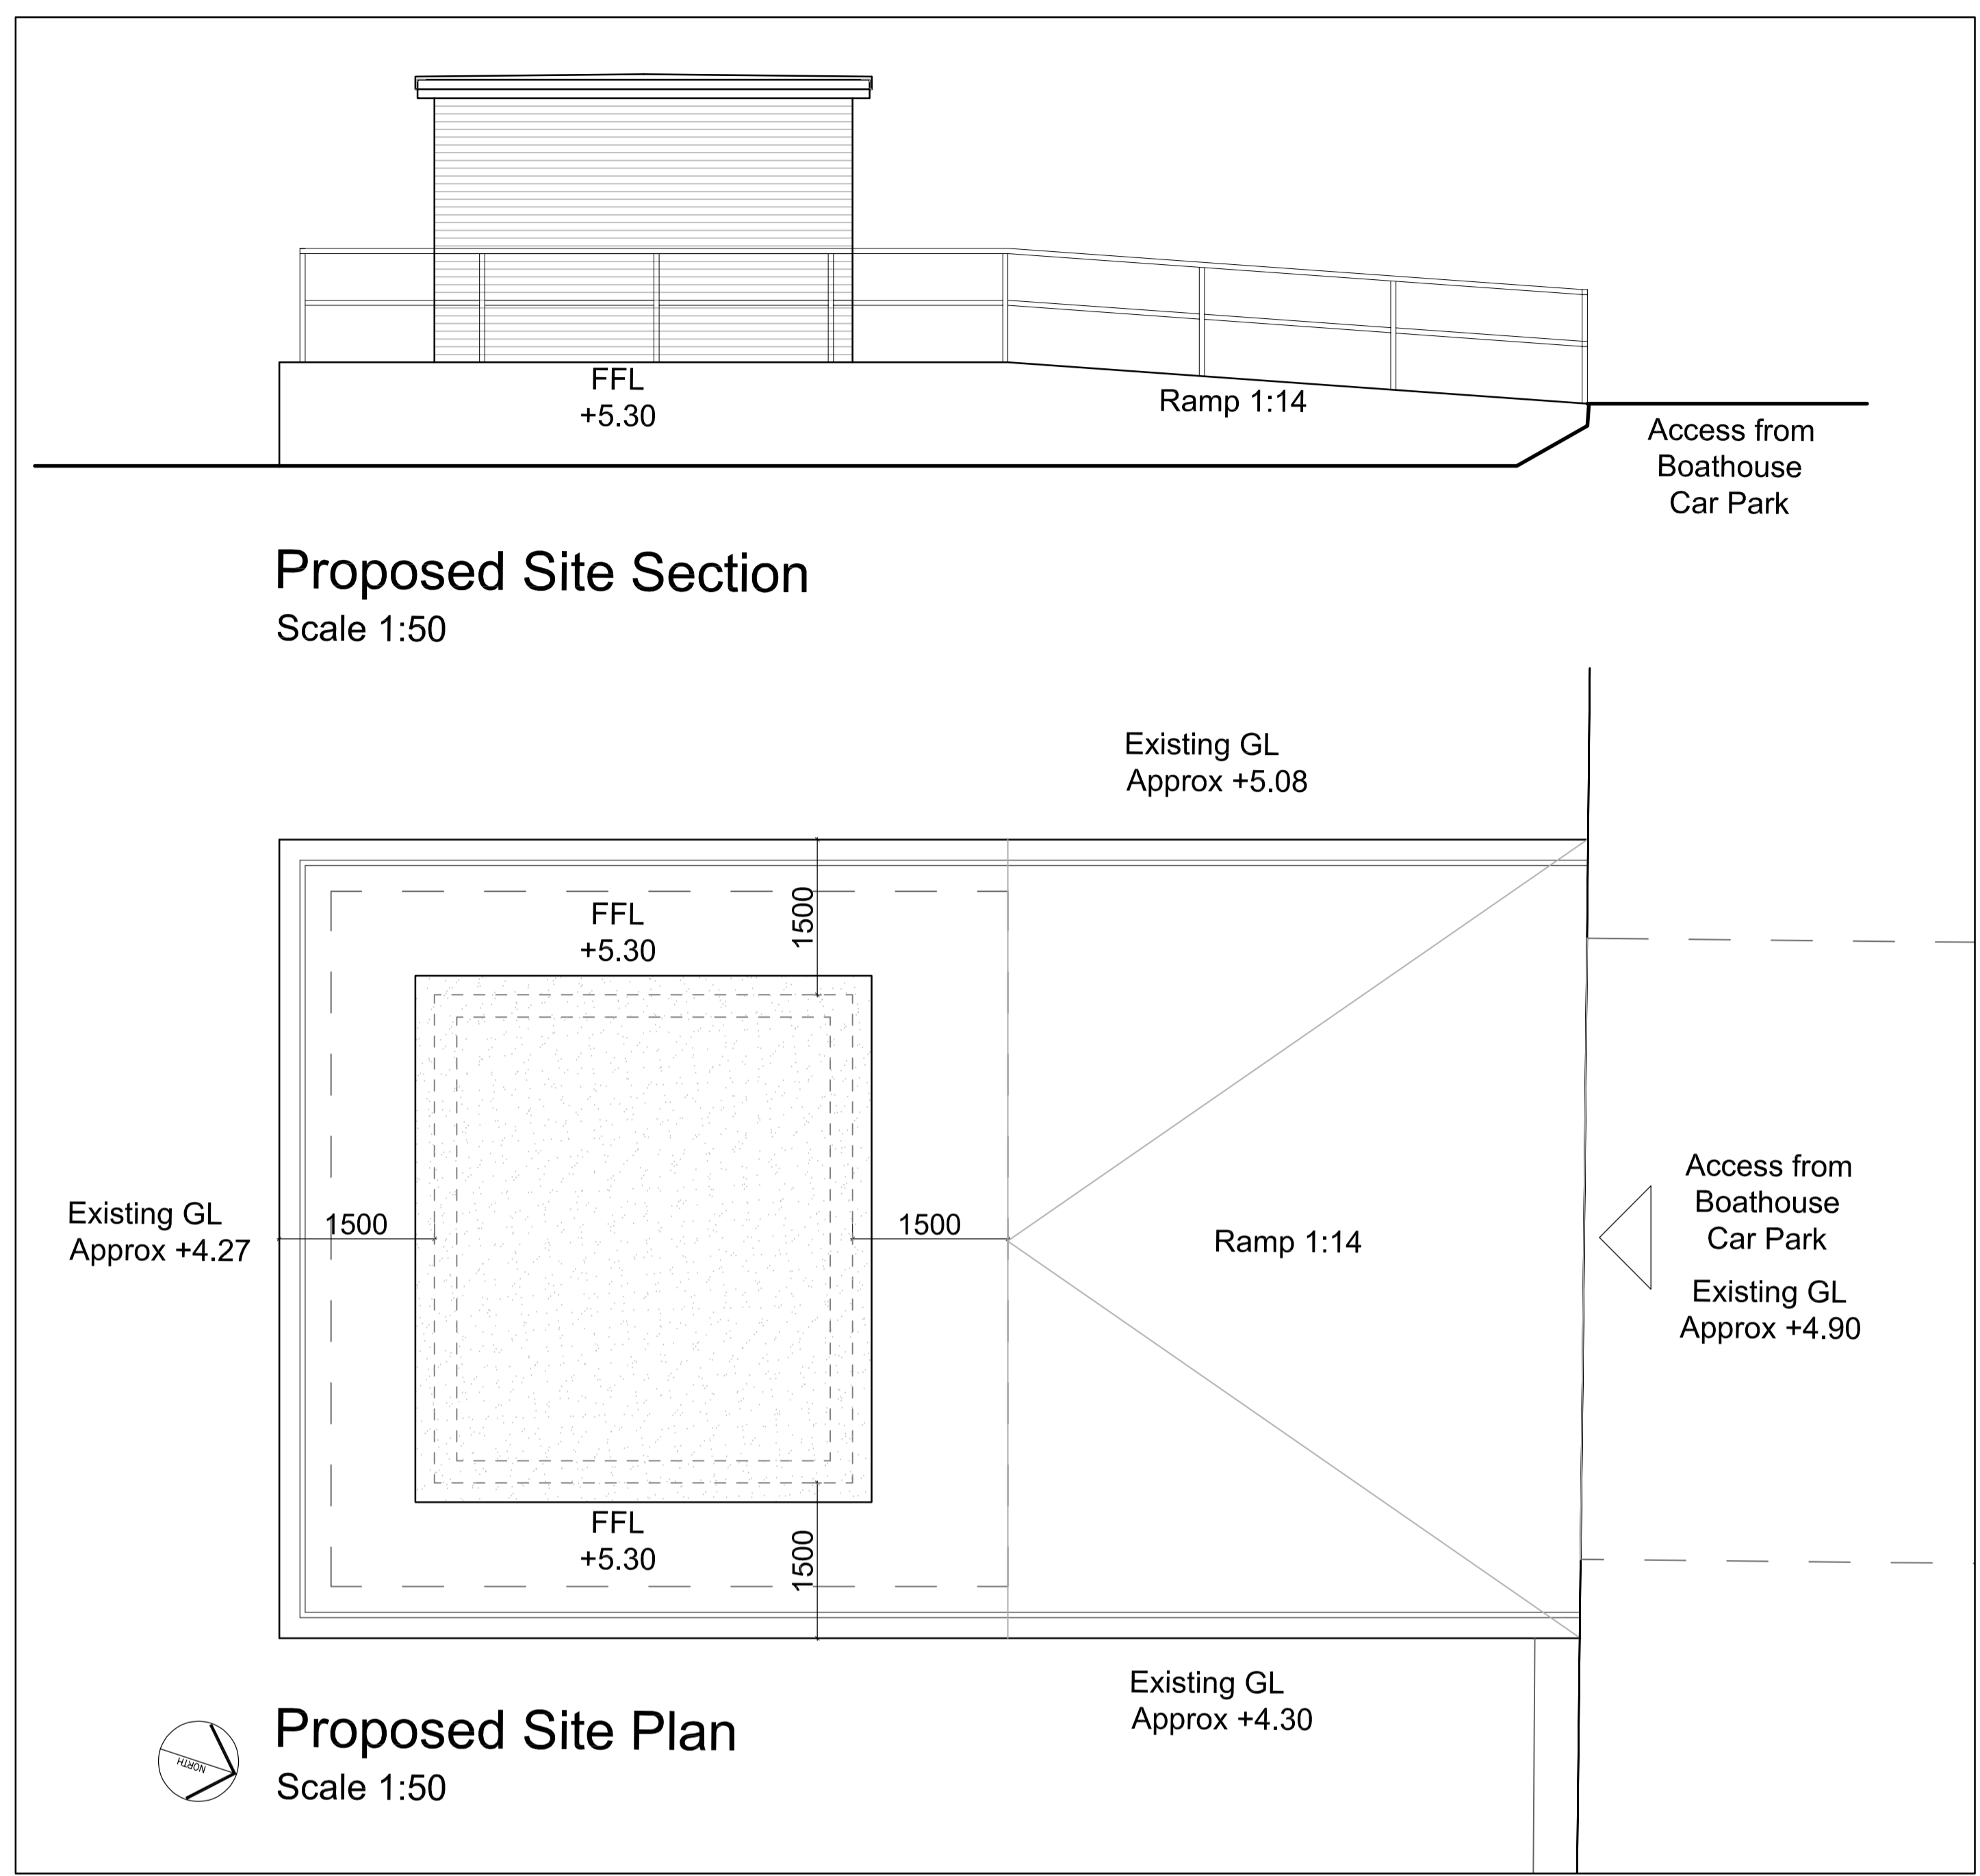 FFL
+5.30
Ramp 1:14
Access from
Boathouse
Car Park
Proposed Site Section
Scale 1:50
Existing GL
Approx +5.08
FFL
+5.30
1500
Existing GL
Approx +4.27
1500
1500
Ramp 1:14
Access from
Boathouse
Car Park
Existing GL
Approx +4.90
FFL
+5.30
1500
Existing GL
Approx +4.30
NORTH
Proposed Site Plan
Scale 1:50